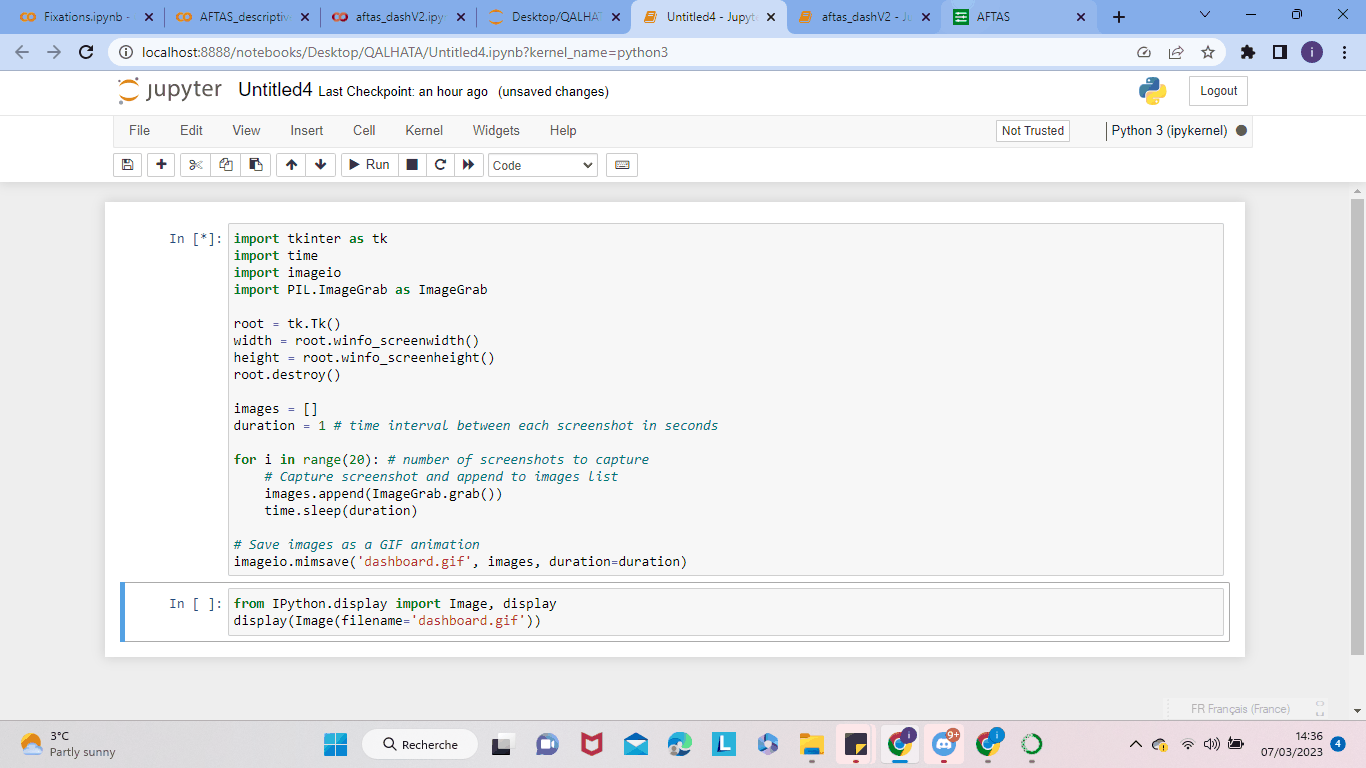 Fixations.ipynb -
AFTAS_descriptiv
aftas_dashV2.ipy
Desktop/QALHAT
Untitled4 - Jupyt
aftas_dashV2 - Ju
AFTAS
localhost:8888/notebooks/Desktop/QALHATA/Untitled4.ipynb?kernel_name=python3
i
jupyter Untitled4 Last Checkpoint: an hour ago (unsaved changes)
Logout
File Edit View Insert Cell Kernel Widgets Help
Not Trusted
Python 3 (ipykernel)
Run
Code
In [*]:
import tkinter as tk
import time
import imageio
import PIL.ImageGrab as ImageGrab
root = tk.Tk()
width = root.winfo_screenwidth()
height = root.winfo_screenheight()
root.destroy()
images = []
duration = 1 # time interval between each screenshot in seconds
for i in range(20): # number of screenshots to capture
# Capture screenshot and append to images list
images.append(ImageGrab.grab())
time.sleep(duration)
# Save images as a GIF animation
imageio.mimsave('dashboard.gif', images, duration=duration)
In [ ]:
from IPython.display import Image, display
display(Image(filename='dashboard.gif'))
FR Français (France)
3°C
Partly sunny
Recherche
L
i
9+
i
14:36
07/03/2023
4